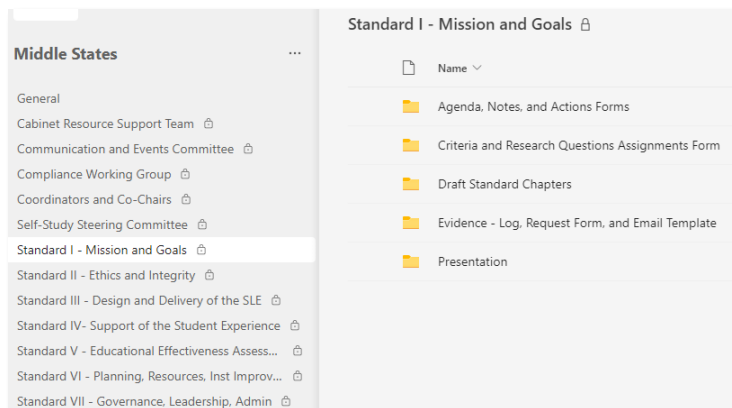 Middle States
...
General
Cabinet Resource Support Team
Communication and Events Committee
Compliance Working Group
Coordinators and Co-Chairs
Self-Study Steering Committee
Standard I - Mission and Goals
Standard II - Ethics and Integrity
Standard III - Design and Delivery of the SLE
Standard IV- Support of the Student Experience
Standard V - Educational Effectiveness Assess...
Standard VI - Planning, Resources, Inst Improv...
Standard VII - Governance, Leadership, Admin
Standard I - Mission and Goals
Name
Agenda, Notes, and Actions Forms
Criteria and Research Questions Assignments Form
Draft Standard Chapters
Evidence - Log, Request Form, and Email Template
Presentation